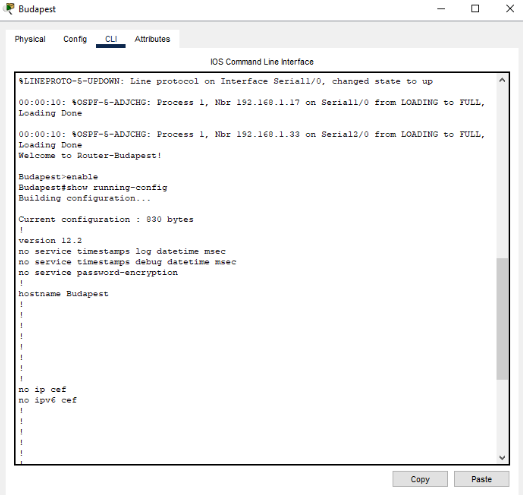 Budapest
Physical Config CLI Attributes
IOS Command Line Interface
%LINEPROTO-5-UPDOWN: Line protocol on Interface Serial1/0, changed state to up
00:00:10: %OSPF-5-ADJCHG: Process 1, Nbr 192.168.1.17 on Serial1/0 from LOADING to FULL,
Loading Done
00:00:10: %OSPF-5-ADJCHG: Process 1, Nbr 192.168.1.33 on Serial2/0 from LOADING to FULL,
Loading Done
Welcome to Router-Budapest!
Budapest>enable
Budapest#show running-config
Building configuration...
Current configuration : 830 bytes
!
version 12.2
no service timestamps log datetime msec
no service timestamps debug datetime msec
no service password-encryption
!
hostname Budapest
!
!
!
!
!
!
!
!
no ip cef
no ipv6 cef
!
!
!
!
!
!
Copy Paste